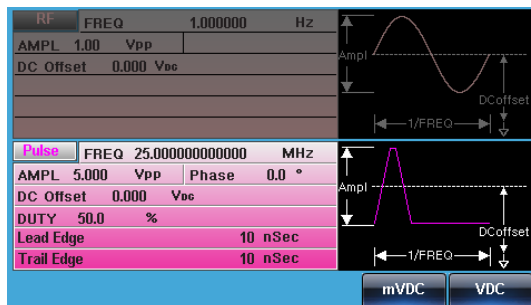 RF FREQ 1.000000 Hz
AMPL 1.00 Vpp
DC Offset 0.000 VDC
Ampl
DCoffset
1/FREQ
Pulse FREQ 25.000000000000 MHz
AMPL 5.000 Vpp Phase 0.0 °
DC Offset 0.000 VDC
DUTY 50.0 %
Lead Edge 10 nSec
Trail Edge 10 nSec
Ampl
DCoffset
1/FREQ
mVDC VDC